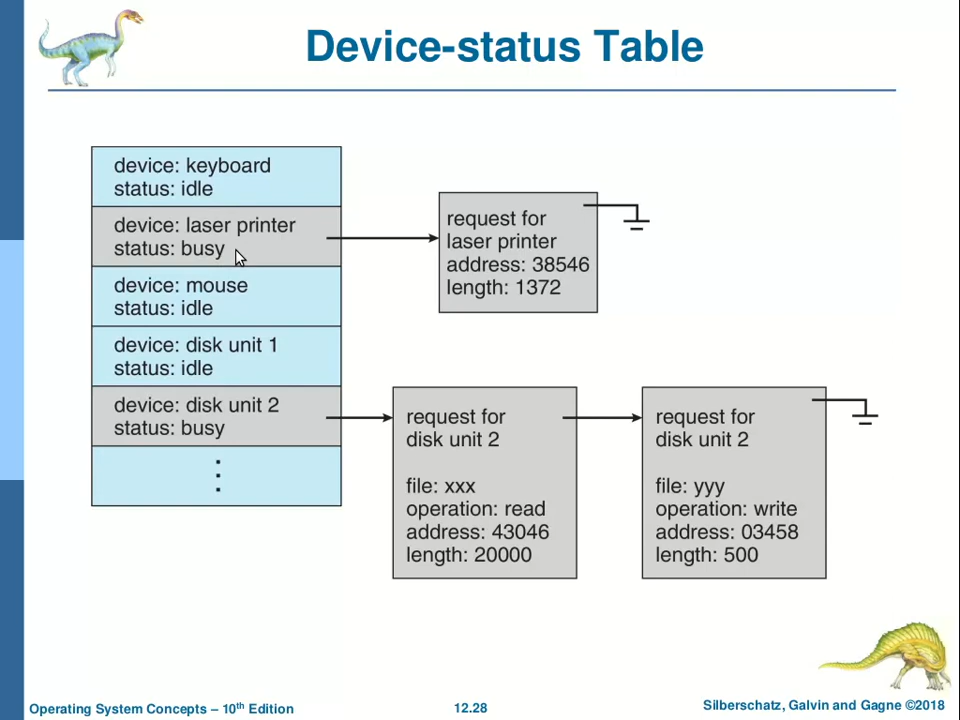 Device-status Table
device: keyboard
status: idle
device: laser printer
status: busy
device: mouse
status: idle
device: disk unit 1
status: idle
device: disk unit 2
status: busy
request for
laser printer
address: 38546
length: 1372
request for
disk unit 2
file: xxx
operation: read
address: 43046
length: 20000
request for
disk unit 2
file: yyy
operation: write
address: 03458
length: 500
Operating System Concepts – 10th Edition
12.28
Silberschatz, Galvin and Gagne ©2018